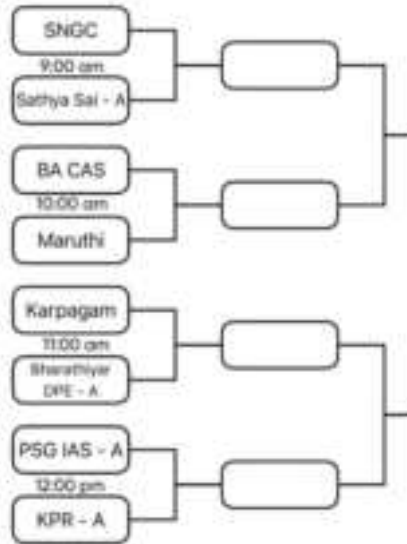 SNGC
9:00 am
Sathya Sai - A
BA CAS
10:00 am
Maruthi
Karpagam
11:00 am
Bharathiyar
DPE - A
PSG IAS - A
12:00 pm
KPR - A